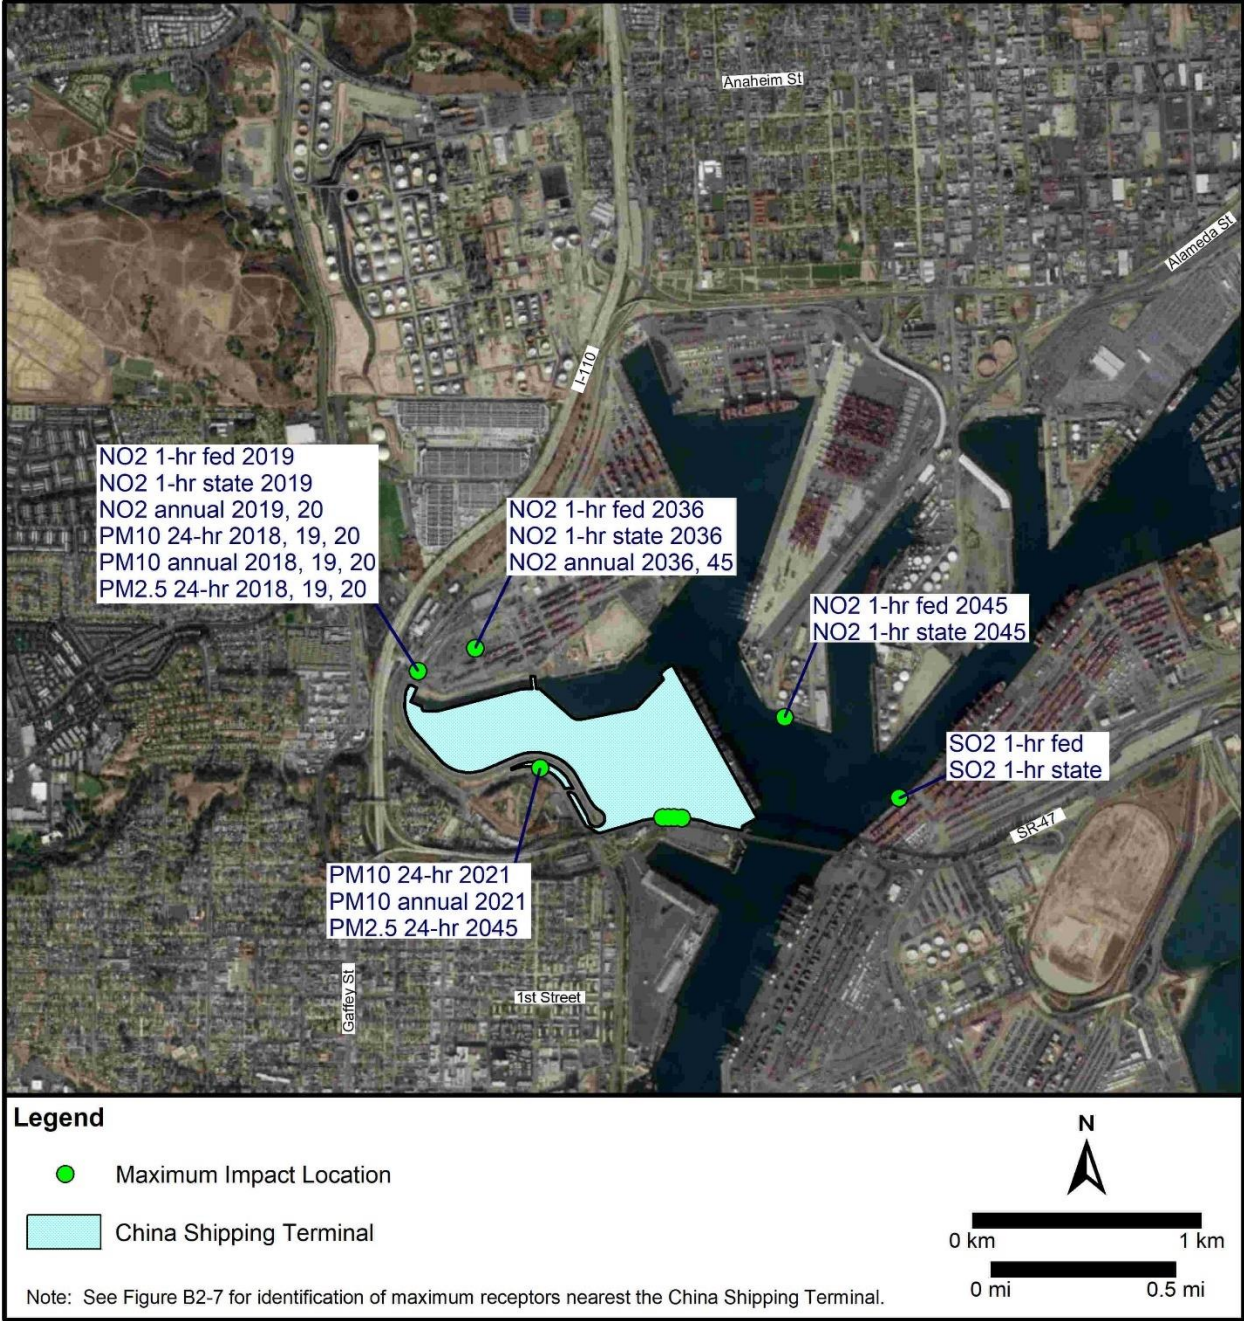 Anaheim St
Alameda St
I-110
NO2 1-hr fed 2019
NO2 1-hr state 2019
NO2 annual 2019, 20
PM10 24-hr 2018, 19, 20
PM10 annual 2018, 19, 20
PM2.5 24-hr 2018, 19, 20
NO2 1-hr fed 2036
NO2 1-hr state 2036
NO2 annual 2036, 45
NO2 1-hr fed 2045
NO2 1-hr state 2045
SO2 1-hr fed
SO2 1-hr state
SR-47
PM10 24-hr 2021
PM10 annual 2021
PM2.5 24-hr 2045
Gaffey St
1st Street
Legend
Maximum Impact Location
China Shipping Terminal
Note: See Figure B2-7 for identification of maximum receptors nearest the China Shipping Terminal.
N
0 km 1 km
0 mi 0.5 mi